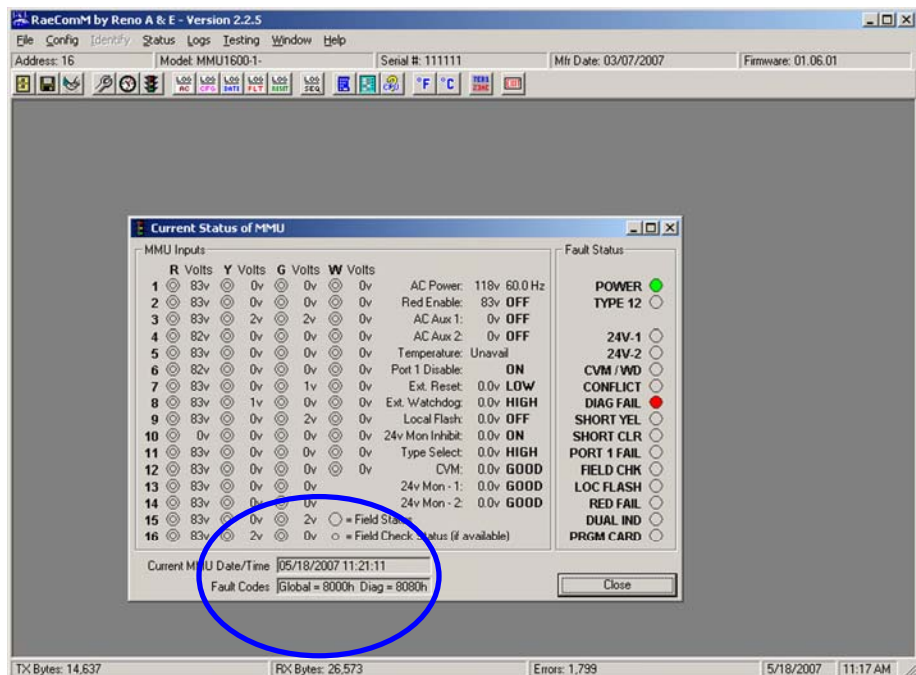 RaeComM by Reno A & E - Version 2.2.5
File Config Identify Status Logs Testing Window Help
Address: 16 Model: MMU1600-1- Serial #: 111111 Mfr Date: 03/07/2007 Firmware: 01.06.01
LOG AC LOG CFG LOG DATE LOG FLT LOG RESET LOG SEQ °F °C
Current Status of MMU
MMU Inputs Fault Status
R Volts Y Volts G Volts W Volts
1 83v 0v 0v 0v AC Power: 118v 60.0 Hz POWER
2 83v 0v 0v 0v Red Enable: 83v OFF TYPE 12
3 83v 2v 2v 0v AC Aux 1: 0v OFF
4 82v 0v 0v 0v AC Aux 2: 0v OFF 24V-1
5 83v 0v 0v 0v Temperature: Unavail 24V-2
6 82v 0v 0v 0v Port 1 Disable: ON CVM / WD
7 83v 0v 1v 0v Ext. Reset: 0.0v LOW CONFLICT
8 83v 1v 0v 0v Ext. Watchdog: 0.0v HIGH DIAG FAIL
9 83v 0v 2v 0v Local Flash: 0.0v OFF SHORT YEL
10 0v 0v 0v 0v 24v Mon Inhibit: 0.0v ON SHORT CLR
11 83v 0v 0v 0v Type Select: 0.0v HIGH PORT 1 FAIL
12 83v 0v 0v 0v CVM: 0.0v GOOD FIELD CHK
13 83v 0v 0v 24v Mon - 1: 0.0v GOOD LOC FLASH
14 83v 0v 0v 24v Mon - 2: 0.0v GOOD RED FAIL
15 83v 0v 2v = Field Status DUAL IND
16 83v 2v 0v = Field Check Status (if available) PRGM CARD
Current MMU Date/Time 05/18/2007 11:21:11
Fault Codes Global = 8000h Diag = 8080h Close
TX Bytes: 14,637 RX Bytes: 26,573 Errors: 1,799 5/18/2007 11:17 AM